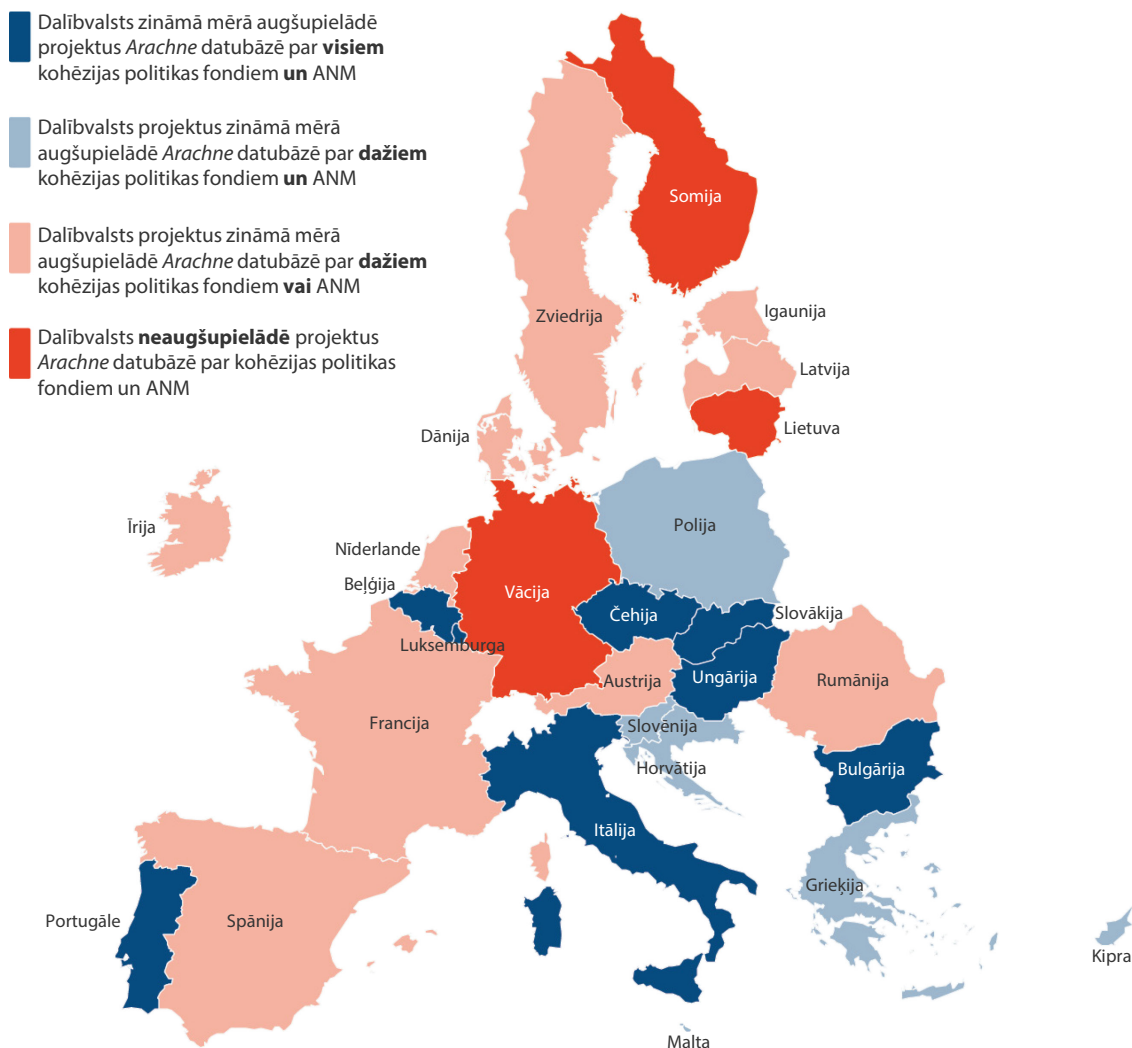 Dalībvalsts zināmā mērā augšupielādē
projektus Arachne datubāzē par visiem
kohēzijas politikas fondiem un ANM
Dalībvalsts projektus zināmā mērā
augšupielādē Arachne datubāzē par dažiem
kohēzijas politikas fondiem un ANM
Dalībvalsts projektus zināmā mērā
augšupielādē Arachne datubāzē par dažiem
kohēzijas politikas fondiem vai ANM
Dalībvalsts neaugšupielādē projektus
Arachne datubāzē par kohēzijas politikas
fondiem un ANM
Somija
Zviedrija
Igaunija
Latvija
Lietuva
Dānija
Īrija
Nīderlande
Polija
Beļģija
Vācija
Čehija
Slovākija
Luksemburga
Austrija
Ungārija
Rumānija
Francija
Slovēnija
Horvātija
Bulgārija
Itālija
Grieķija
Portugāle
Spānija
Kipra
Malta